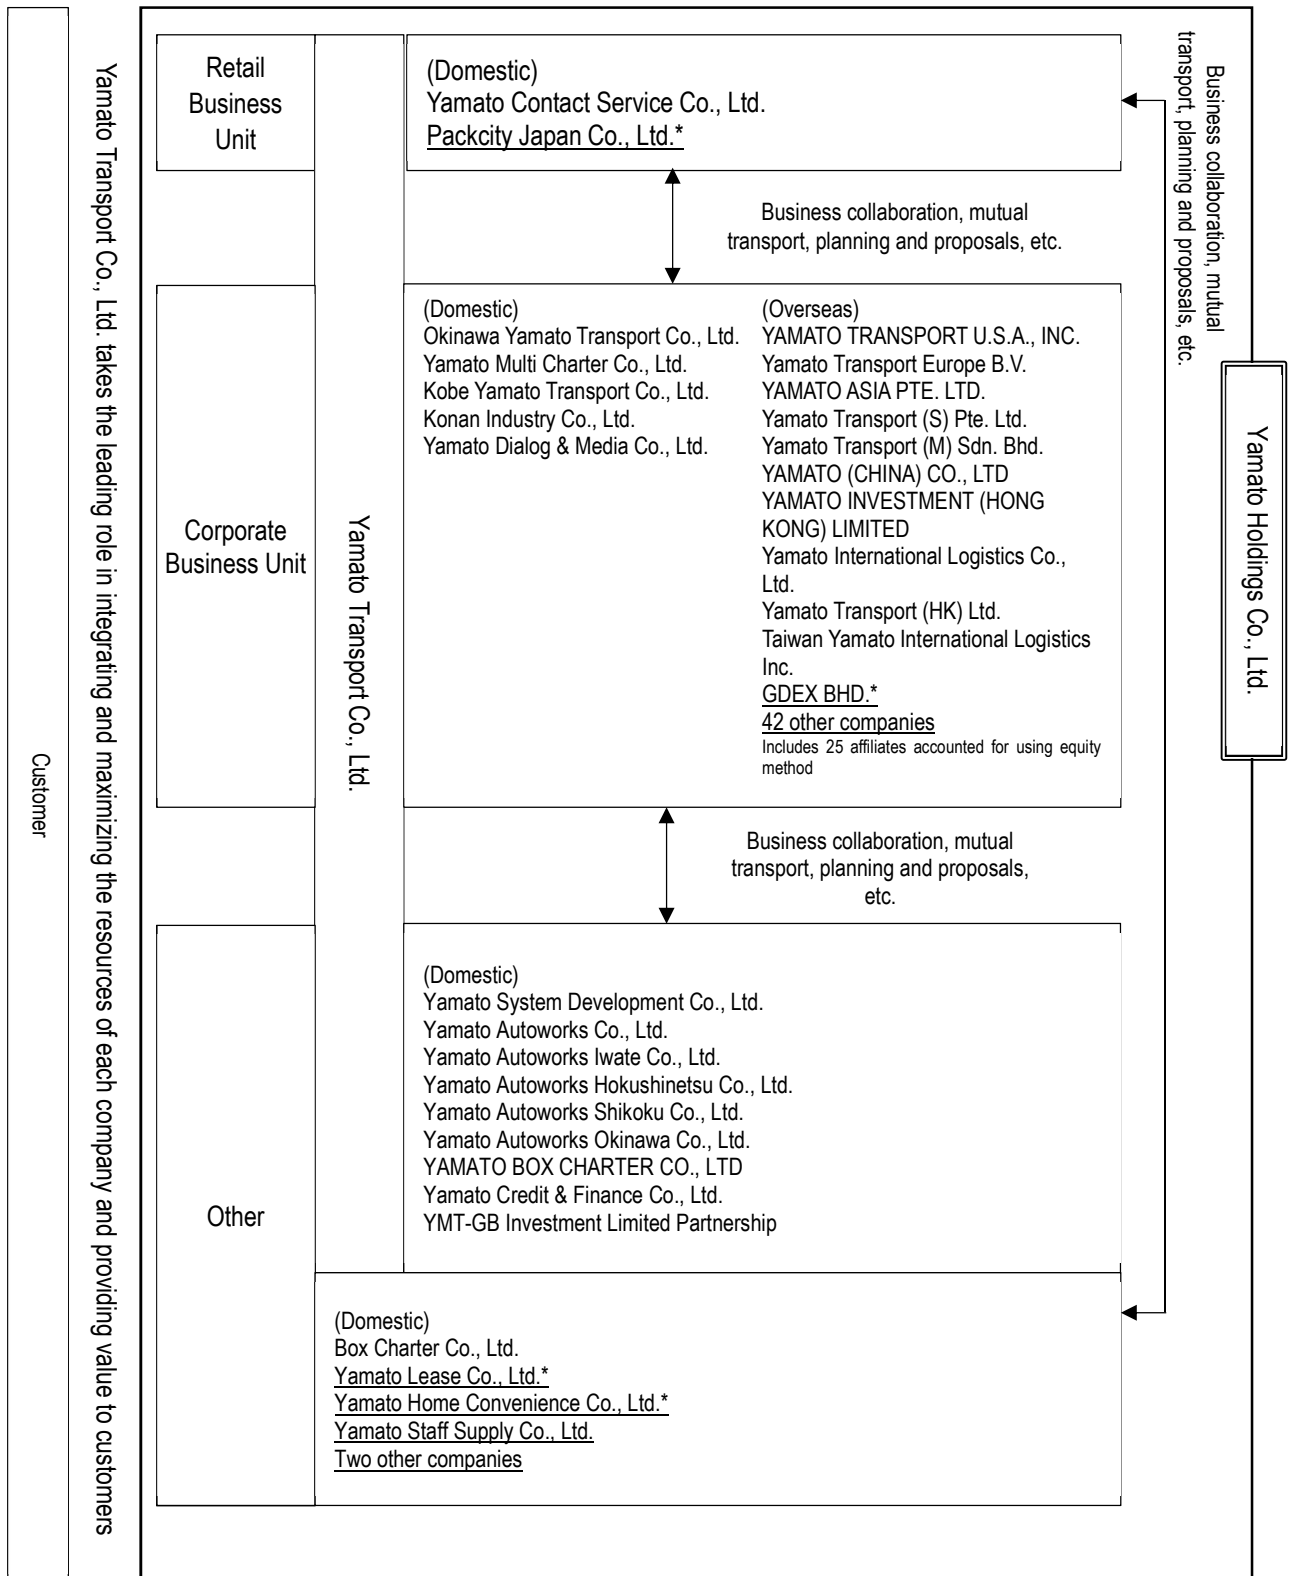 Retail
Business
Unit
(Domestic)
Yamato Contact Service Co., Ltd.
Packcity Japan Co., Ltd.*
Business collaboration, mutual
transport, planning and proposals, etc.
Business collaboration, mutual
transport, planning and proposals, etc.
Corporate
Business Unit
(Domestic)
Okinawa Yamato Transport Co., Ltd.
Yamato Multi Charter Co., Ltd.
Kobe Yamato Transport Co., Ltd.
Konan Industry Co., Ltd.
Yamato Dialog & Media Co., Ltd.
(Overseas)
YAMATO TRANSPORT U.S.A., INC.
Yamato Transport Europe B.V.
YAMATO ASIA PTE. LTD.
Yamato Transport (S) Pte. Ltd.
Yamato Transport (M) Sdn. Bhd.
YAMATO (CHINA) CO., LTD
YAMATO INVESTMENT (HONG
KONG) LIMITED
Yamato International Logistics Co.,
Ltd.
Yamato Transport (HK) Ltd.
Taiwan Yamato International Logistics
Inc.
GDEX BHD.*
42 other companies
Includes 25 affiliates accounted for using equity
method
Yamato Transport Co., Ltd.
Yamato Holdings Co., Ltd.
Business collaboration, mutual
transport, planning and proposals,
etc.
Other
(Domestic)
Yamato System Development Co., Ltd.
Yamato Autoworks Co., Ltd.
Yamato Autoworks Iwate Co., Ltd.
Yamato Autoworks Hokushinetsu Co., Ltd.
Yamato Autoworks Shikoku Co., Ltd.
Yamato Autoworks Okinawa Co., Ltd.
YAMATO BOX CHARTER CO., LTD
Yamato Credit & Finance Co., Ltd.
YMT-GB Investment Limited Partnership
(Domestic)
Box Charter Co., Ltd.
Yamato Lease Co., Ltd.*
Yamato Home Convenience Co., Ltd.*
Yamato Staff Supply Co., Ltd.
Two other companies
Yamato Transport Co., Ltd. takes the leading role in integrating and maximizing the resources of each company and providing value to customers
Customer